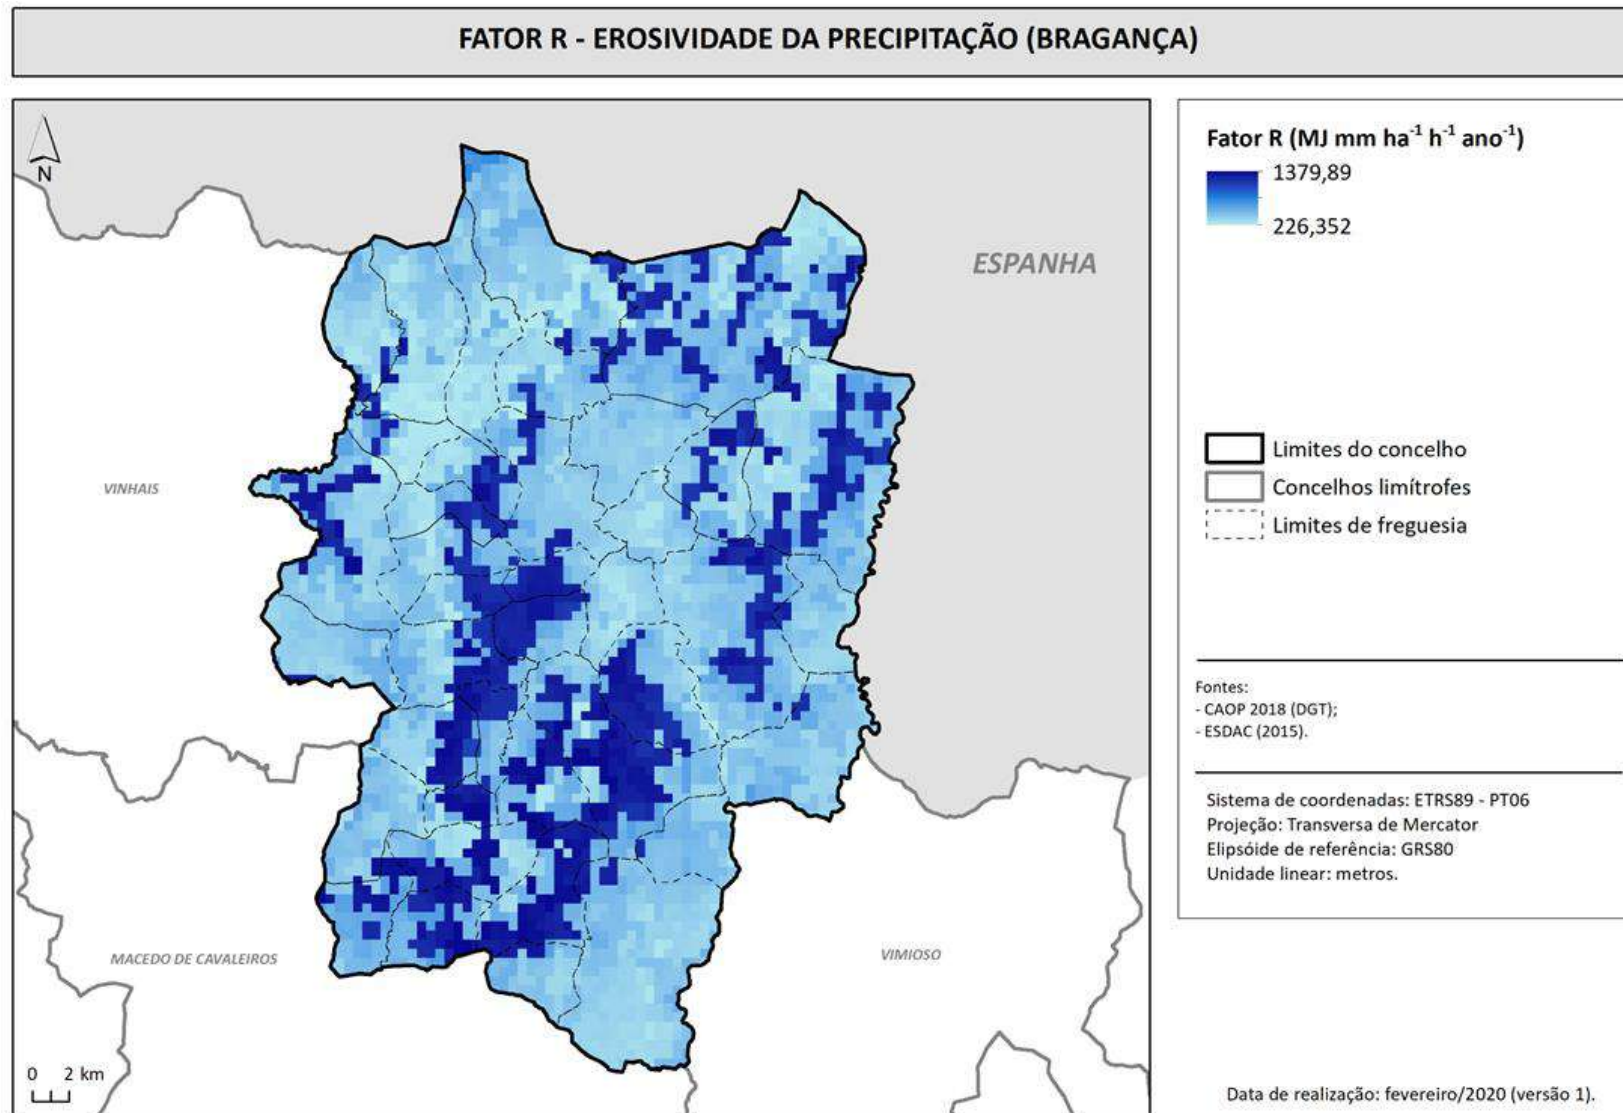 FATOR R - EROSIVIDADE DA PRECIPITAÇÃO (BRAGANÇA)
N
ESPANHA
VINHAIS
MACEDO DE CAVALEIROS
VIMIOSO
0 2 km
Fator R (MJ mm ha⁻¹ h⁻¹ ano⁻¹)
1379,89
226,352
Limites do concelho
Concelhos limítrofes
Limites de freguesia
Fontes:
- CAOP 2018 (DGT);
- ESDAC (2015).
Sistema de coordenadas: ETRS89 - PT06
Projeção: Transversa de Mercator
Elipsóide de referência: GRS80
Unidade linear: metros.
Data de realização: fevereiro/2020 (versão 1).